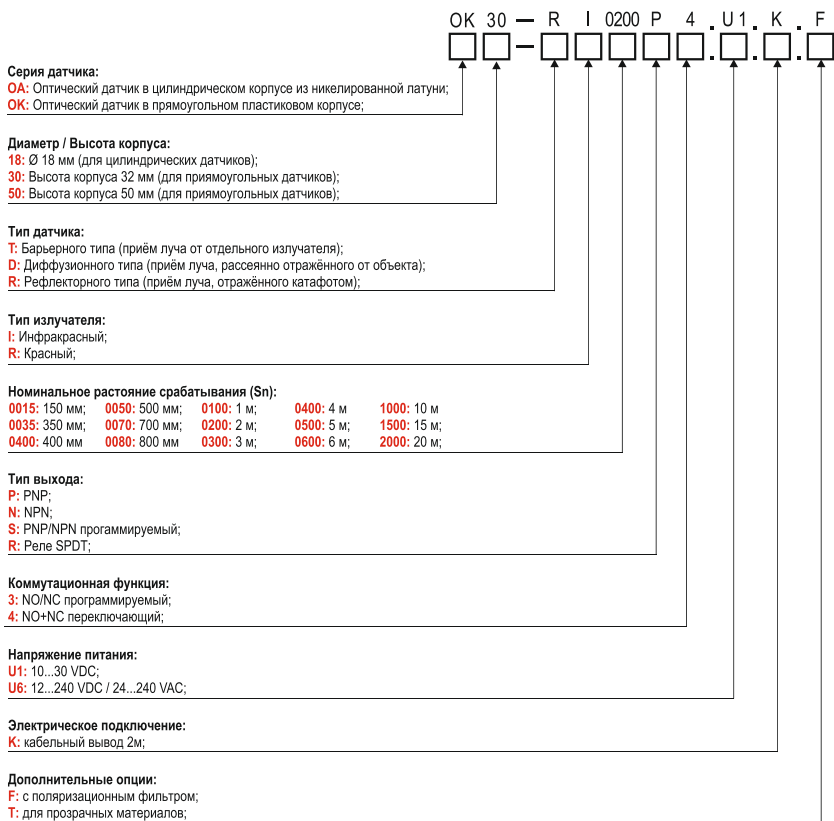 OK 30 — R I 0200 P 4 . U1 . K . F
Серия датчика:
OA: Оптический датчик в цилиндрическом корпусе из никелированной латуни;
OK: Оптический датчик в прямоугольном пластиковом корпусе;
Диаметр / Высота корпуса:
18: Ø 18 мм (для цилиндрических датчиков);
30: Высота корпуса 32 мм (для приямоугольных датчиков);
50: Высота корпуса 50 мм (для приямоугольных датчиков);
Тип датчика:
T: Барьерного типа (приём луча от отдельного излучателя);
D: Диффузионного типа (приём луча, рассеянно отражённого от объекта);
R: Рефлекторного типа (приём луча, отражённого катафотом);
Тип излучателя:
I: Инфракрасный;
R: Красный;
Номинальное растояние срабатывания (Sn):
0015: 150 мм; 0050: 500 мм; 0100: 1 м; 0400: 4 м 1000: 10 м
0035: 350 мм; 0070: 700 мм; 0200: 2 м; 0500: 5 м; 1500: 15 м;
0400: 400 мм 0080: 800 мм 0300: 3 м; 0600: 6 м; 2000: 20 м;
Тип выхода:
P: PNP;
N: NPN;
S: PNP/NPN прогаммируемый;
R: Реле SPDT;
Коммутационная функция:
3: NO/NC программируемый;
4: NO+NC переключающий;
Напряжение питания:
U1: 10...30 VDC;
U6: 12...240 VDC / 24...240 VAC;
Электрическое подключение:
K: кабельный вывод 2м;
Дополнительные опции:
F: с поляризационным фильтром;
T: для прозрачных материалов;